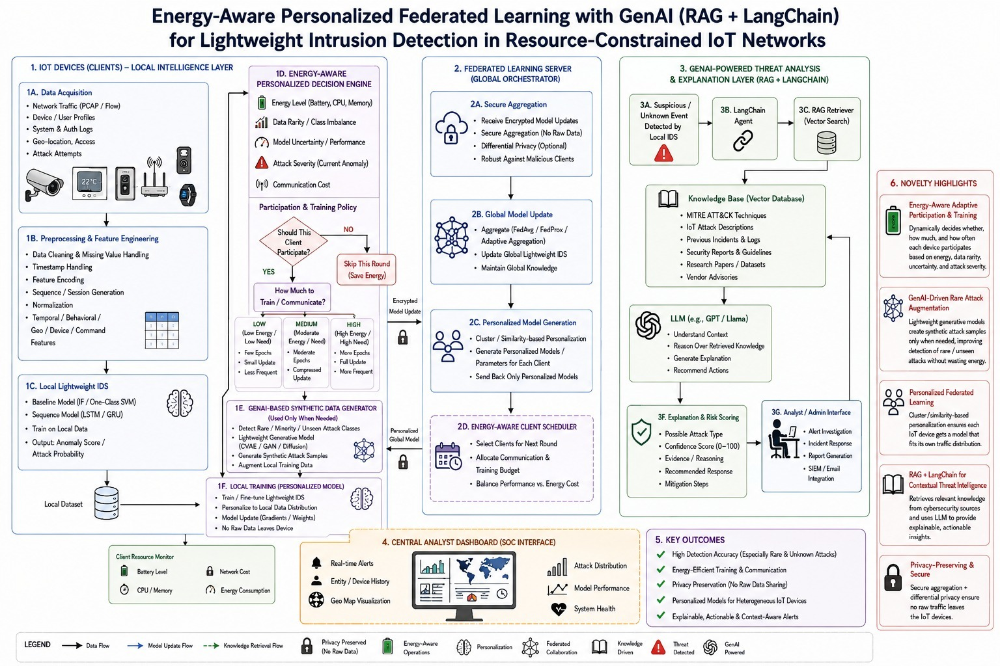 Energy-Aware Personalized Federated Learning with GenAI (RAG + LangChain)
for Lightweight Intrusion Detection in Resource-Constrained IoT Networks
1. IOT DEVICES (CLIENTS) – LOCAL INTELLIGENCE LAYER
1A. Data Acquisition
• Network Traffic (PCAP / Flow)
• Device / User Profiles
• System & Auth Logs
• Geo-location, Access
• Attack Attempts
22°C
1B. Preprocessing & Feature Engineering
• Data Cleaning & Missing Value Handling
• Timestamp Handling
• Feature Encoding
• Sequence / Session Generation
• Normalization
• Temporal / Behavioral /
Geo / Device / Command
Features
1C. Local Lightweight IDS
• Baseline Model (IF / One-Class SVM)
• Sequence Model (LSTM / GRU)
• Train on Local Data
• Output: Anomaly Score /
Attack Probability
Local Dataset
1D. ENERGY-AWARE
PERSONALIZED DECISION ENGINE
Energy Level (Battery, CPU, Memory)
Data Rarity / Class Imbalance
Model Uncertainty / Performance
Attack Severity (Current Anomaly)
Communication Cost
Participation & Training Policy
Should This
Client
Participate?
NO
YES
Skip This Round
(Save Energy)
How Much to
Train / Communicate?
LOW
(Low Energy /
Low Need)
• Few Epochs
• Small Update
• Less Frequent
MEDIUM
(Moderate
Energy / Need)
• Moderate
Epochs
• Compressed
Update
HIGH
(High Energy /
High Need)
• More Epochs
• Full Update
• More Frequent
1E. GENAI-BASED SYNTHETIC DATA GENERATOR
(Used Only When Needed)
• Detect Rare / Minority / Unseen Attack Classes
• Lightweight Generative Model
(CVAE / GAN / Diffusion)
• Generate Synthetic Attack Samples
• Augment Local Training Data
1F. LOCAL TRAINING (PERSONALIZED MODEL)
• Train / Fine-tune Lightweight IDS
• Personalize to Local Data Distribution
• Model Update (Gradients / Weights)
• No Raw Data Leaves Device
Client Resource Monitor
Battery Level
Network Cost
CPU / Memory
Energy Consumption
Encrypted
Model Update
Personalized
Global Model
2. FEDERATED LEARNING SERVER
(GLOBAL ORCHESTRATOR)
2A. Secure Aggregation
• Receive Encrypted Model Updates
• Secure Aggregation (No Raw Data)
• Differential Privacy (Optional)
• Robust Against Malicious Clients
2B. Global Model Update
• Aggregate (FedAvg / FedProx /
Adaptive Aggregation)
• Update Global Lightweight IDS
• Maintain Global Knowledge
2C. Personalized Model Generation
• Cluster / Similarity-based Personalization
• Generate Personalized Models /
Parameters for Each Client
• Send Back Only Personalized Models
2D. ENERGY-AWARE CLIENT SCHEDULER
• Select Clients for Next Round
• Allocate Communication &
Training Budget
• Balance Performance vs. Energy Cost
3. GENAI-POWERED THREAT ANALYSIS
& EXPLANATION LAYER (RAG + LANGCHAIN)
3A. Suspicious /
Unknown Event
Detected by
Local IDS
3B. LangChain
Agent
3C. RAG Retriever
(Vector Search)
Knowledge Base (Vector Database)
• MITRE ATT&CK Techniques
• IoT Attack Descriptions
• Previous Incidents & Logs
• Security Reports & Guidelines
• Research Papers / Datasets
• Vendor Advisories
LLM (e.g., GPT / Llama)
• Understand Context
• Reason Over Retrieved Knowledge
• Generate Explanation
• Recommend Actions
3F. Explanation & Risk Scoring
• Possible Attack Type
• Confidence Score (0–100)
• Evidence / Reasoning
• Recommended Response
• Mitigation Steps
3G. Analyst / Admin Interface
• Alert Investigation
• Incident Response
• Report Generation
• SIEM / Email
Integration
4. CENTRAL ANALYST DASHBOARD (SOC INTERFACE)
Real-time Alerts
Entity / Device History
Geo Map Visualization
Attack Distribution
Model Performance
System Health
5. KEY OUTCOMES
High Detection Accuracy (Especially Rare & Unknown Attacks)
Energy-Efficient Training & Communication
Privacy Preservation (No Raw Data Sharing)
Personalized Models for Heterogeneous IoT Devices
Explainable, Actionable & Context-Aware Alerts
6. NOVELTY HIGHLIGHTS
Energy-Aware Adaptive
Perticipation & Training
Dynamically decides whether,
how much, and how often
each device participates
based on energy, data rarity,
uncertainty, and attack severity.
GenAI-Driven Rare Attack
Augmentation
Lightweight generative models
create synthetic attack samples
only when needed, improving
detection of rare / unseen
attacks without wasting energy.
Personalized Federated
Learning
Cluster/similarity-based
personalization ensures each
IoT device gets a model that
fits its own traffic distribution.
RAG + LangChain for
Contextual Threat Intelligence
Retrieves relevant knowledge
from cybersecurity sources
and uses LLM to provide
explainable, actionable
insights.
Privacy-Preserving &
Secure
Secure aggregation +
differential privacy ensure
no raw traffic leaves
the IoT devices.
LEGEND
Data Flow
Model Update Flow
Knowledge Retrieval Flow
Privacy Preserved
(No Raw Data)
Energy-Aware
Operations
Personalization
Federated
Collaboration
Knowledge
Driven
Threat
Detected
GenAI
Powered